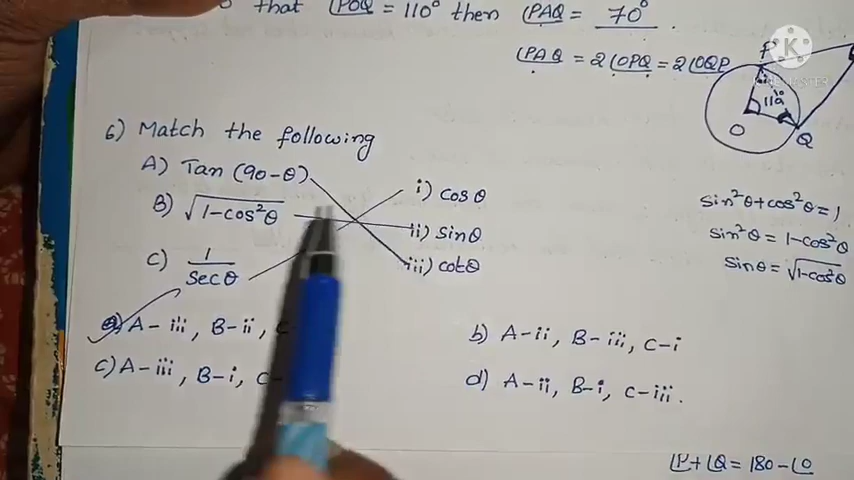 that ∠POQ = 110° then ∠PAQ = 70°.
∠PAQ = 2∠OPQ = 2∠OQP
P
110°
O
Q
6) Match the following
A) Tan (90-θ)
B) √1-cos²θ
C) 1/secθ
i) cosθ
ii) sinθ
iii) cotθ
sin²θ+cos²θ=1
sin²θ = 1-cos²θ
sinθ = √1-cos²θ
a) A-iii, B-ii, C-
b) A-ii, B-iii, C-i
c) A-iii, B-i, C-
d) A-ii, B-i, C-iii.
∠P+∠Q = 180-∠O
K